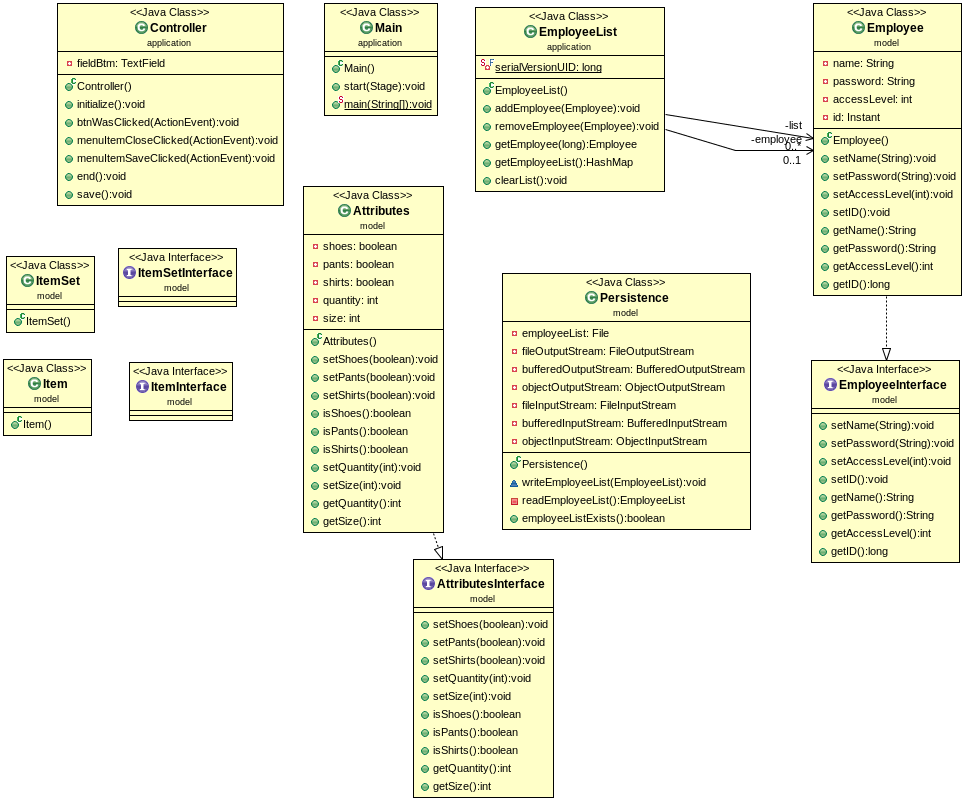 <<Java Class>>
Controller
application
fieldBtm: TextField
Controller()
initialize():void
btnWasClicked(ActionEvent):void
menuItemCloseClicked(ActionEvent):void
menuItemSaveClicked(ActionEvent):void
end():void
save():void
<<Java Class>>
Main
application
Main()
start(Stage):void
main(String[]):void
<<Java Class>>
EmployeeList
application
serialVersionUID: long
EmployeeList()
addEmployee(Employee):void
removeEmployee(Employee):void
getEmployee(long):Employee
getEmployeeList():HashMap
clearList():void
-list
-employee
0..*
0..1
<<Java Class>>
Employee
model
name: String
password: String
accessLevel: int
id: Instant
Employee()
setName(String):void
setPassword(String):void
setAccessLevel(int):void
setID():void
getName():String
getPassword():String
getAccessLevel():int
getID():long
<<Java Class>>
Attributes
model
shoes: boolean
pants: boolean
shirts: boolean
quantity: int
size: int
Attributes()
setShoes(boolean):void
setPants(boolean):void
setShirts(boolean):void
isShoes():boolean
isPants():boolean
isShirts():boolean
setQuantity(int):void
setSize(int):void
getQuantity():int
getSize():int
<<Java Class>>
ItemSet
model
ItemSet()
<<Java Interface>>
ItemSetInterface
model
<<Java Class>>
Persistence
model
employeeList: File
fileOutputStream: FileOutputStream
bufferedOutputStream: BufferedOutputStream
objectOutputStream: ObjectOutputStream
fileInputStream: FileInputStream
bufferedInputStream: BufferedInputStream
objectInputStream: ObjectInputStream
Persistence()
writeEmployeeList(EmployeeList):void
readEmployeeList():EmployeeList
employeeListExists():boolean
<<Java Class>>
Item
model
Item()
<<Java Interface>>
ItemInterface
model
<<Java Interface>>
EmployeeInterface
model
setName(String):void
setPassword(String):void
setAccessLevel(int):void
setID():void
getName():String
getPassword():String
getAccessLevel():int
getID():long
<<Java Interface>>
AttributesInterface
model
setShoes(boolean):void
setPants(boolean):void
setShirts(boolean):void
setQuantity(int):void
setSize(int):void
isShoes():boolean
isPants():boolean
isShirts():boolean
getQuantity():int
getSize():int